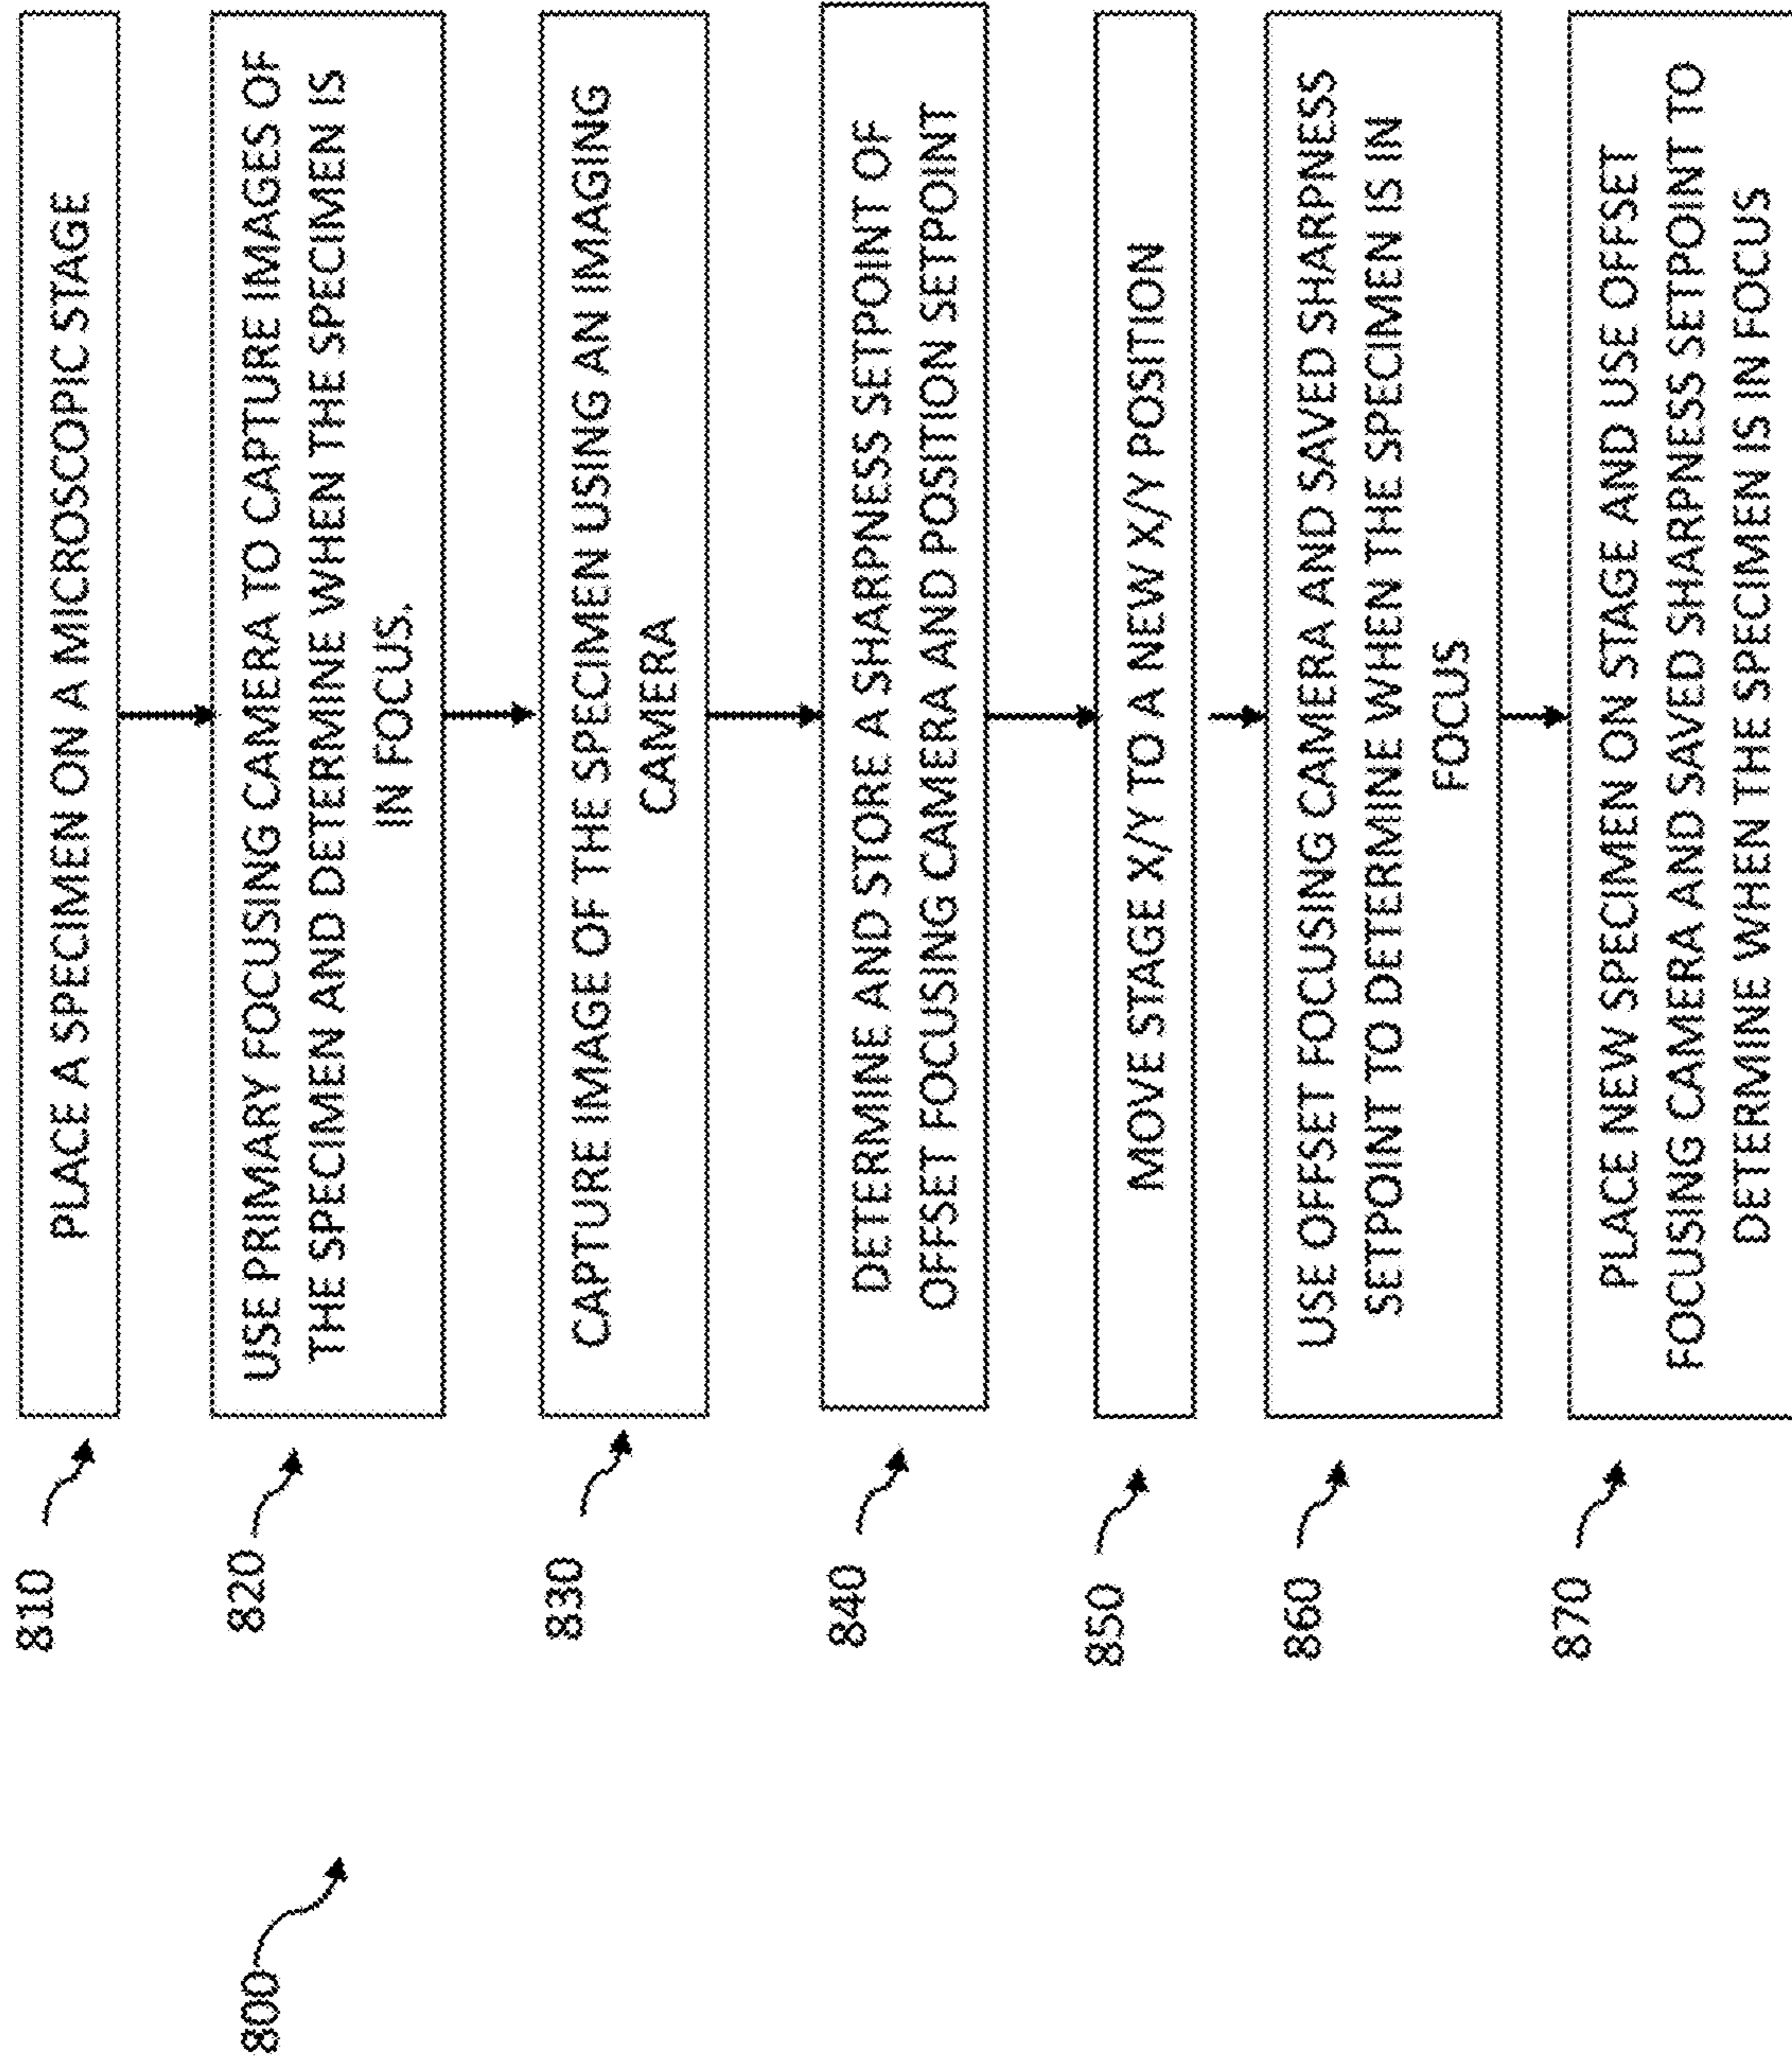 800
810
PLACE A SPECIMEN ON A MICROSCOPIC STAGE
820
USE PRIMARY FOCUSING CAMERA TO CAPTURE IMAGES OF
THE SPECIMEN AND DETERMINE WHEN THE SPECIMEN IS
IN FOCUS.
830
CAPTURE IMAGE OF THE SPECIMEN USING AN IMAGING
CAMERA
840
DETERMINE AND STORE A SHARPNESS SETPOINT OF
OFFSET FOCUSING CAMERA AND POSITION SETPOINT
850
MOVE STAGE X/Y TO A NEW X/Y POSITION
860
USE OFFSET FOCUSING CAMERA AND SAVED SHARPNESS
SETPOINT TO DETERMINE WHEN THE SPECIMEN IS IN
FOCUS
870
PLACE NEW SPECIMEN ON STAGE AND USE OFFSET
FOCUSING CAMERA AND SAVED SHARPNESS SETPOINT TO
DETERMINE WHEN THE SPECIMEN IS IN FOCUS